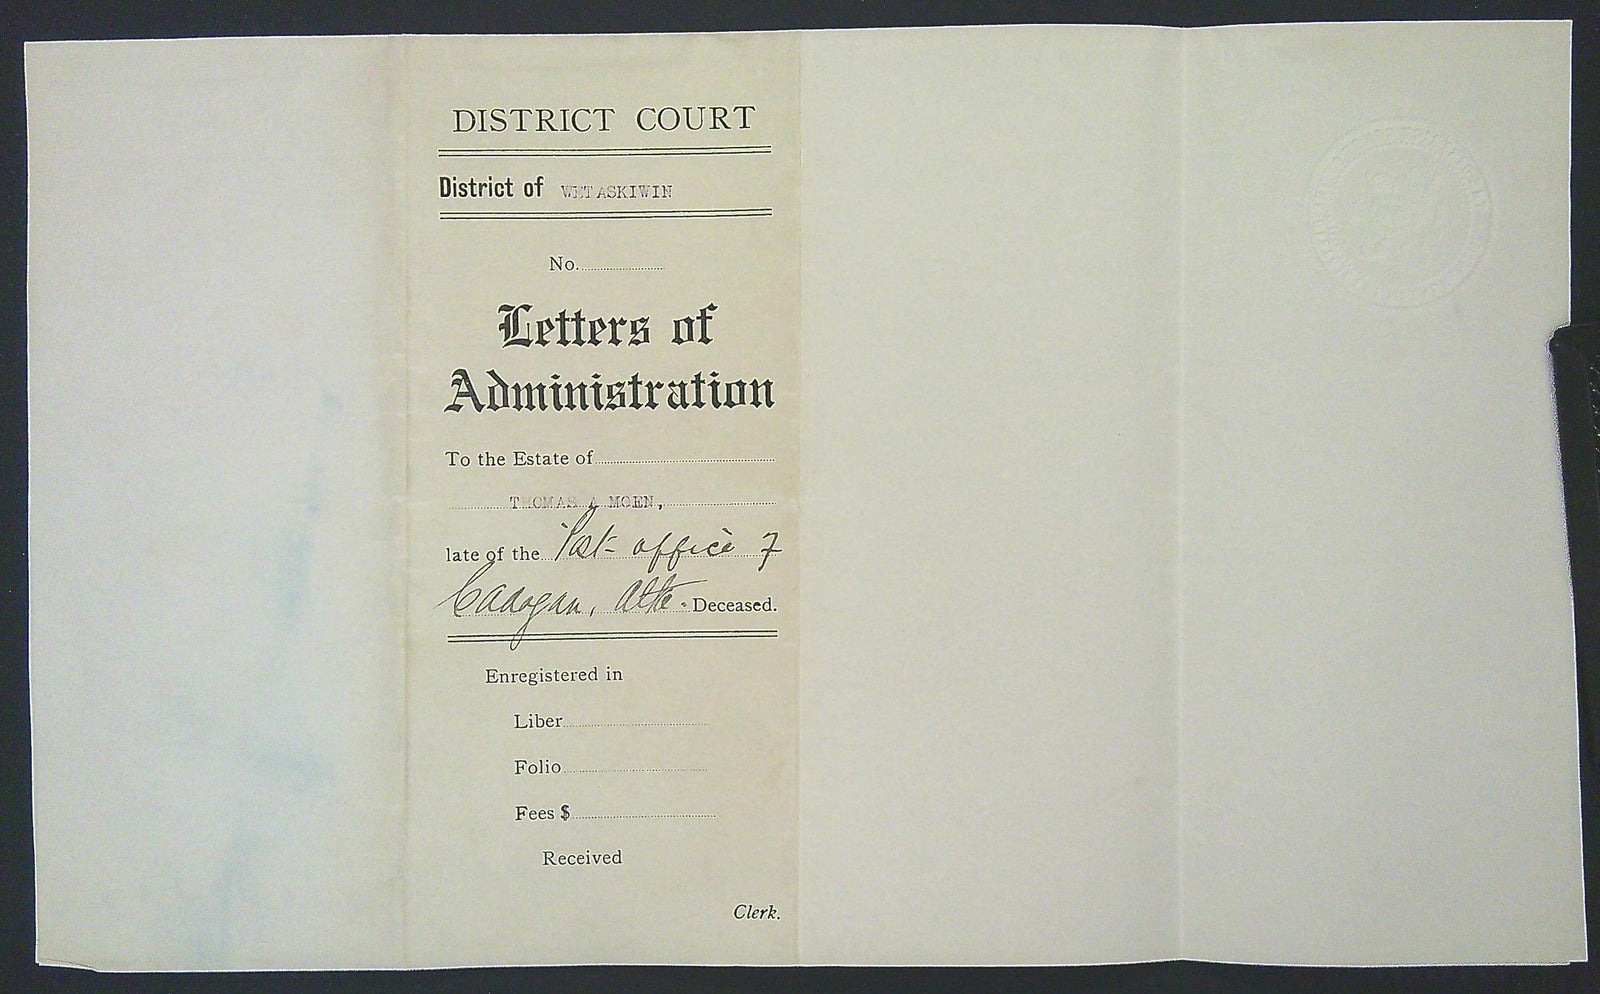 DISTRICT COURT
District of WETASKIWIN
No.
Letters of
Administration
To the Estate of
THOMAS A MOEN,
late of the Post office of
Cadogan, Alta. Deceased.
Enregistered in
Liber
Folio
Fees $
Received
Clerk.